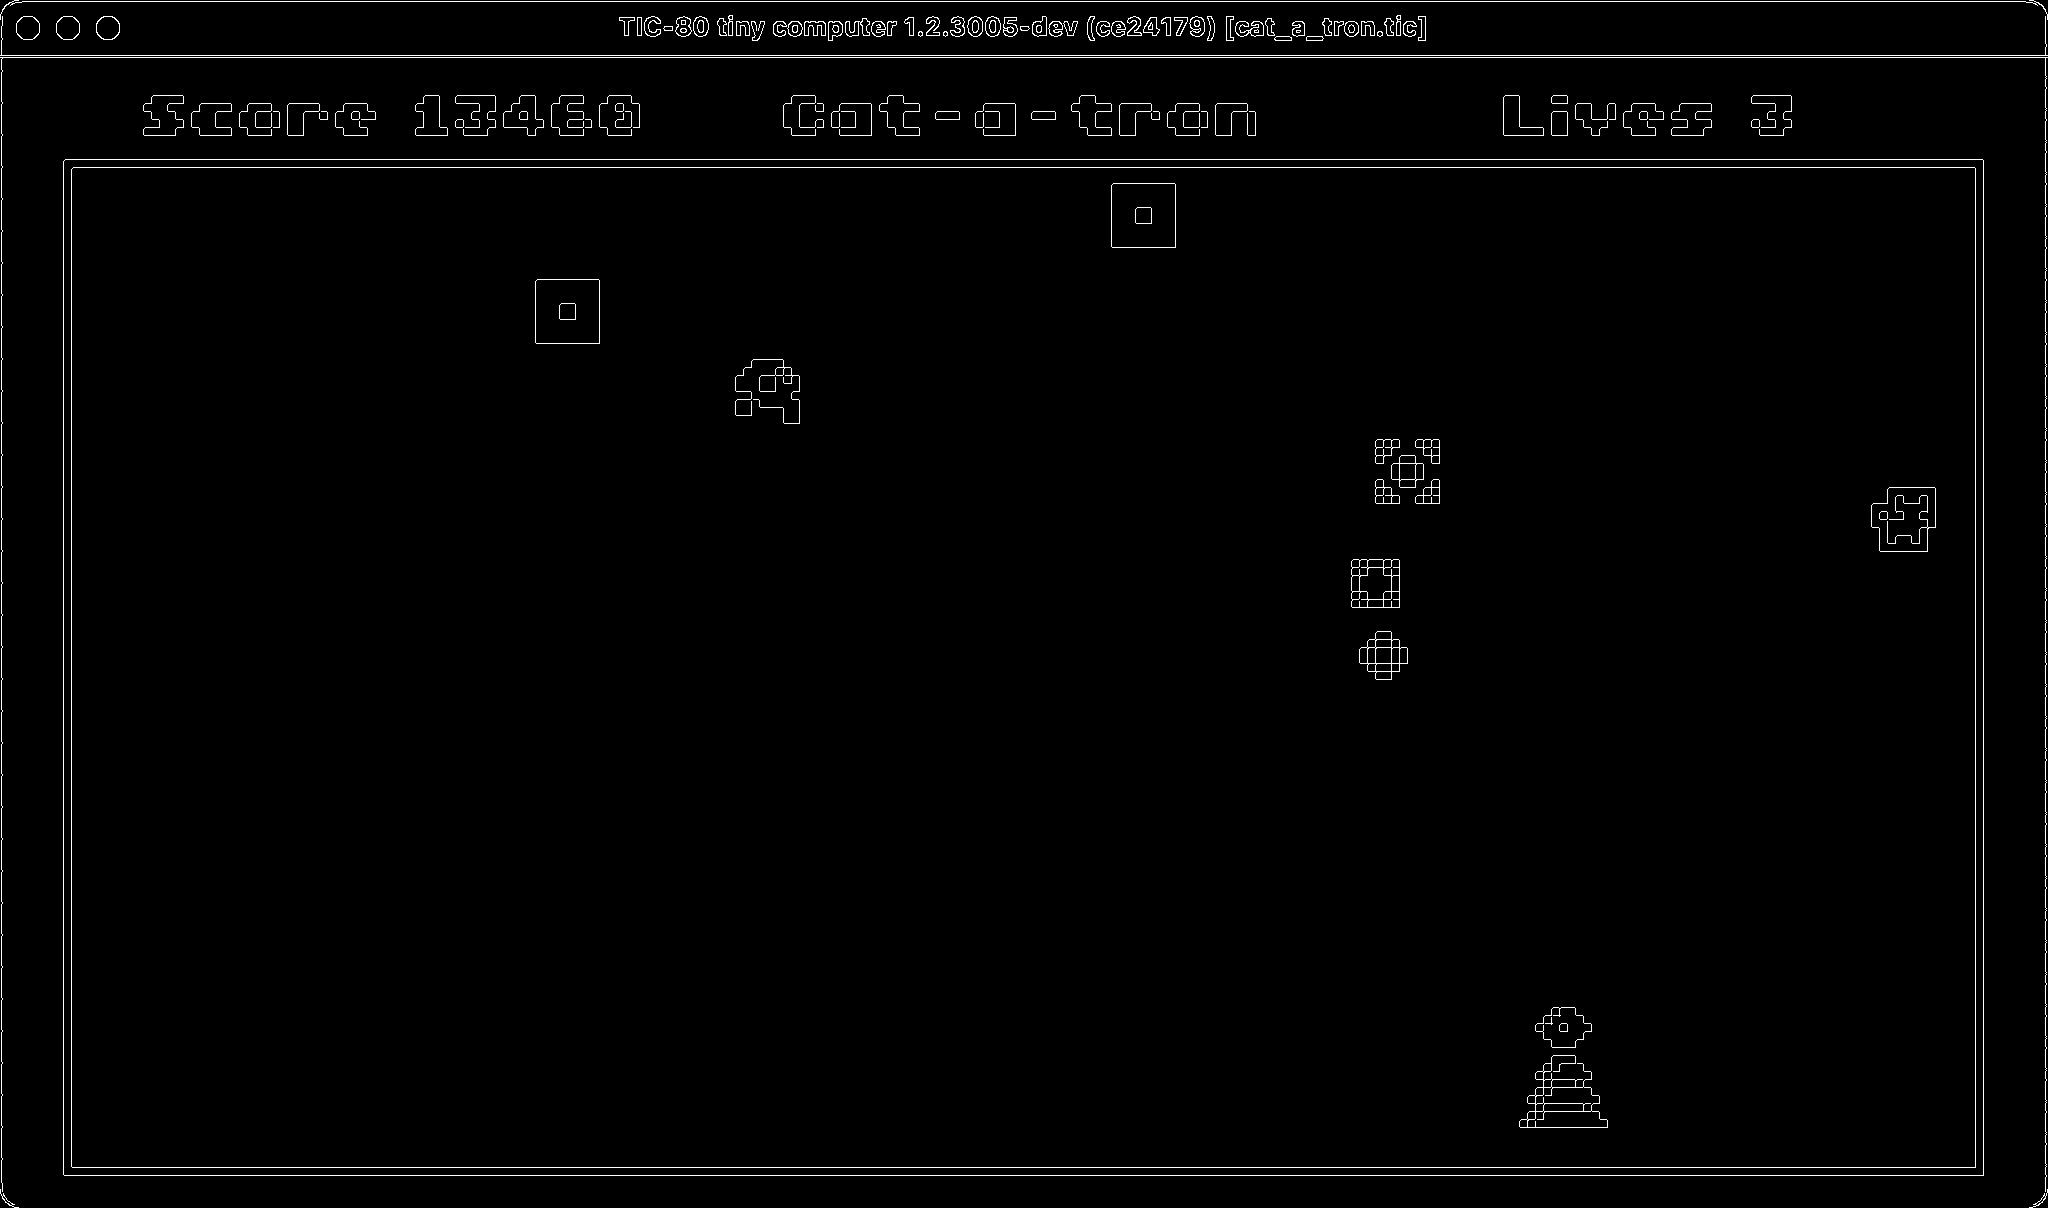 TIC-80 tiny computer 1.2.3005-dev (ce24179) [cat_a_tron.tic]
Score 13460 Cat-a-tron Lives 3